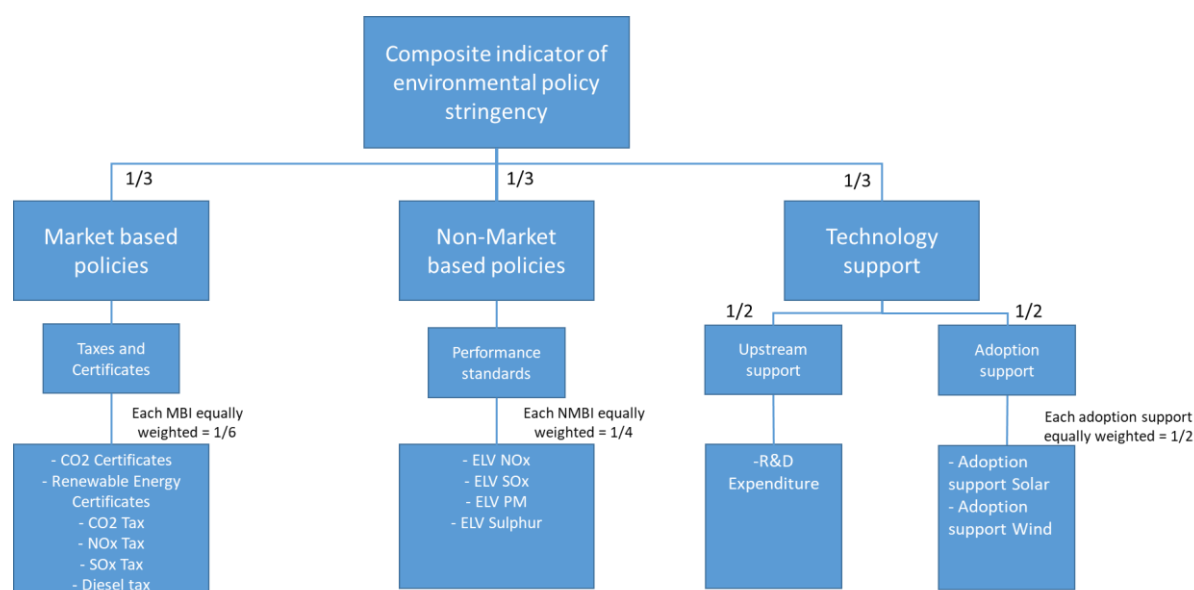 Composite indicator of
environmental policy
stringency
1/3
1/3
1/3
Market based
policies
Non-Market
based policies
Technology
support
1/2
1/2
Taxes and
Certificates
Performance
standards
Upstream
support
Adoption
support
Each MBI equally
weighted = 1/6
Each NMBI equally
weighted = 1/4
Each adoption support
equally weighted = 1/2
- CO2 Certificates
- Renewable Energy
Certificates
- CO2 Tax
- NOx Tax
- SOx Tax
- Diesel tax
- ELV NOx
- ELV SOx
- ELV PM
- ELV Sulphur
-R&D
Expenditure
- Adoption
support Solar
- Adoption
support Wind